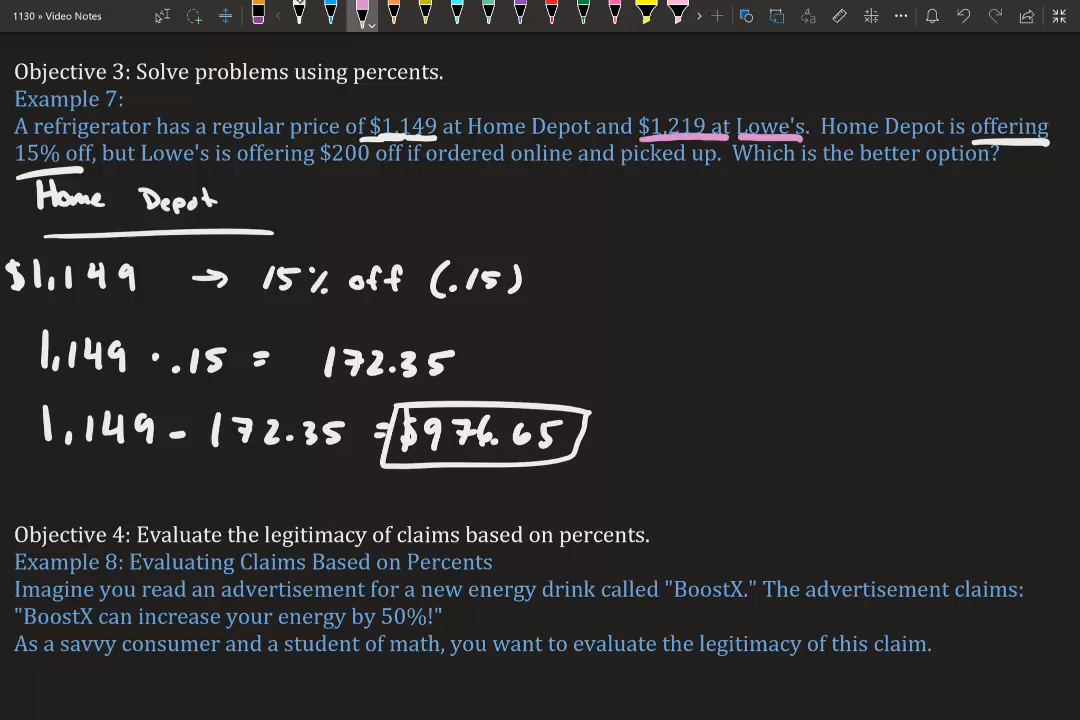 1130 » Video Notes
Objective 3: Solve problems using percents.
Example 7:
A refrigerator has a regular price of $1,149 at Home Depot and $1,219 at Lowe's. Home Depot is offering
15% off, but Lowe's is offering $200 off if ordered online and picked up. Which is the better option?
Home Depot
$1,149 → 15% off (.15)
1,149 · .15 = 172.35
1,149 - 172.35 = $976.65
Objective 4: Evaluate the legitimacy of claims based on percents.
Example 8: Evaluating Claims Based on Percents
Imagine you read an advertisement for a new energy drink called "BoostX." The advertisement claims:
"BoostX can increase your energy by 50%!"
As a savvy consumer and a student of math, you want to evaluate the legitimacy of this claim.